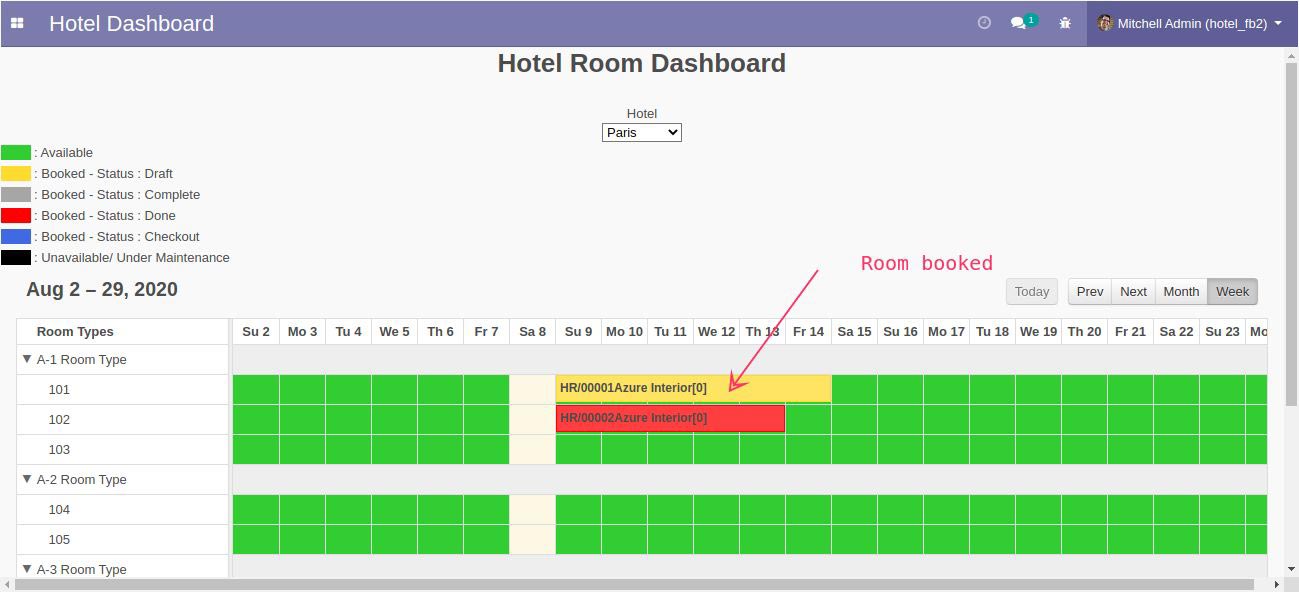 Hotel Dashboard 1 Mitchell Admin (hotel_fb2)
Hotel Room Dashboard
Hotel
Paris
: Available
: Booked - Status : Draft
: Booked - Status : Complete
: Booked - Status : Done
: Booked - Status : Checkout
: Unavailable/ Under Maintenance
Room booked
Aug 2 – 29, 2020 Today Prev Next Month Week
Room Types Su 2 Mo 3 Tu 4 We 5 Th 6 Fr 7 Sa 8 Su 9 Mo 10 Tu 11 We 12 Th 13 Fr 14 Sa 15 Su 16 Mo 17 Tu 18 We 19 Th 20 Fr 21 Sa 22 Su 23 Mo
A-1 Room Type
101 HR/00001Azure Interior[0]
102 HR/00002Azure Interior[0]
103
A-2 Room Type
104
105
A-3 Room Type